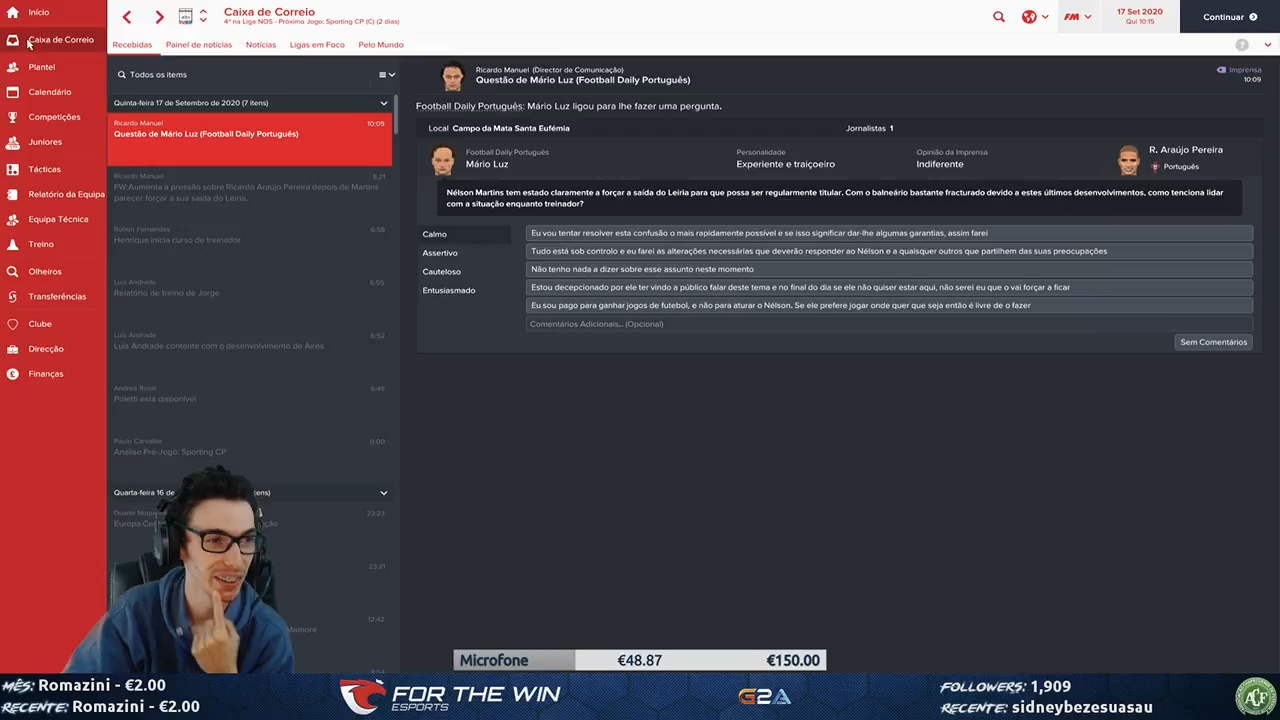 Início
Caixa de Correio
Plantel
Calendário
Competições
Juniores
Tácticas
Relatório da Equipa
Equipa Técnica
Treino
Olheiros
Transferências
Clube
Direcção
Finanças
Caixa de Correio
4º na Liga NOS - Próximo Jogo: Sporting CP (C) (2 dias)
FM
17 Set 2020
Qui 10:15
Continuar
Recebidas
Painel de notícias
Notícias
Ligas em Foco
Pelo Mundo
Todos os items
Quinta-feira 17 de Setembro de 2020 (7 itens)
Ricardo Manuel 10:09
Questão de Mário Luz (Football Daily Português)
Ricardo Manuel 8:21
FW:Aumenta a pressão sobre Ricardo Araújo Pereira depois de Martins
parecer forçar a sua saída do Leiria.
Rúben Fernandes 6:58
Henrique inicia curso de treinador
Luís Andrade 6:55
Relatório de treino de Jorge
Luís Andrade 6:52
Luís Andrade contente com o desenvolvimento de Aires
Andrea Rossi 6:49
Poletti está disponível
Paulo Carvalho 0:00
Análise Pré-Jogo: Sporting CP
Quarta-feira 16 de itens)
Duarte 23:23
23:21
12:42
Mamoré
Ricardo Manuel (Director de Comunicação)
Questão de Mário Luz (Football Daily Português)
Imprensa
10:09
Football Daily Português: Mário Luz ligou para lhe fazer uma pergunta.
Local Campo da Mata Santa Eufémia
Jornalistas 1
Football Daily Português
Mário Luz
Personalidade
Experiente e traiçoeiro
Opinião da Imprensa
Indiferente
R. Araújo Pereira
Português
Nélson Martins tem estado activamente a forçar a saída do Leiria para que possa ser regularmente titular. Com o balneário bastante fracturado devido a estes últimos desenvolvimentos, como tenciona lidar
com a situação enquanto treinador?
Calmo
Assertivo
Cauteloso
Entusiasmado
Eu vou tentar resolver esta confusão o mais rapidamente possível e se isso significar dar-lhe algumas garantias, assim farei
Tudo está sob controlo e eu farei as alterações necessárias que deverão responder ao Nélson e a quaisquer outros que partilhem das suas preocupações
Não tenho nada a dizer sobre esse assunto neste momento
Estou decepcionado por ele ter vindo a público falar deste tema e no final do dia se ele não quiser estar aqui, não serei eu que o vai forçar a ficar
Eu sou pago para ganhar jogos de futebol, e não para aturar o Nélson. Se ele prefere jogar onde quer que seja então é livre de o fazer
Comentários Adicionais... (Opcional)
Sem Comentários
Microfone €48.87 €150.00
MÊS: Romazini - €2.00
RECENTE: Romazini - €2.00
FOR THE WIN
ESPORTS
G2A
FOLLOWERS: 1,909
RECENTE: sidneybezesuasau